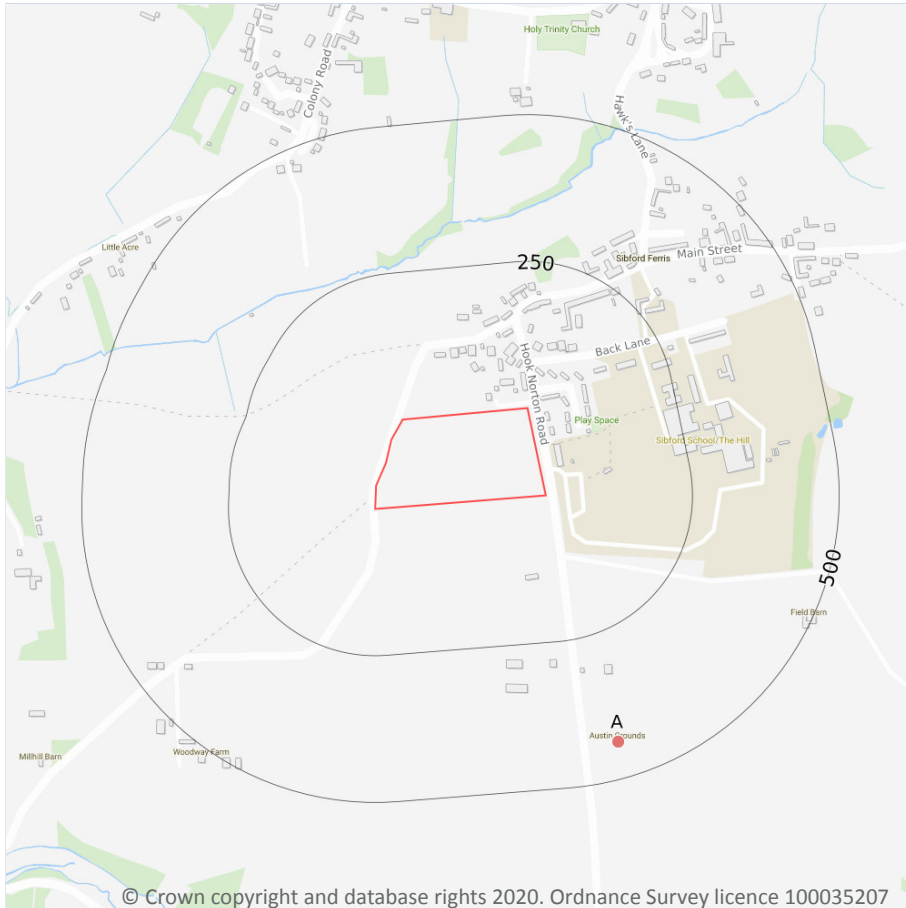 Holy Trinity Church
Colony Road
Hawk's Lane
Little Acre
Main Street
Sibford Ferris
250
Back Lane
Hook Norton Road
Play Space
Sibford School/The Hill
500
Field Barn
A
Austin Grounds
Woodway Farm
Millhill Barn
© Crown copyright and database rights 2020. Ordnance Survey licence 100035207